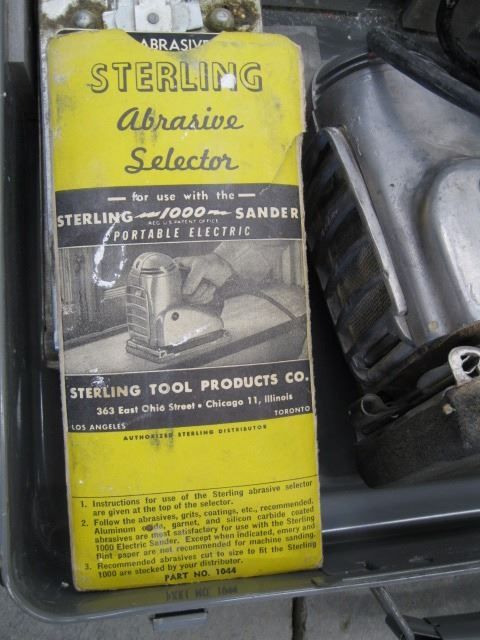 ABRASIVE
STERLING
Abrasive
Selector
for use with the
STERLING 1000 SANDER
REG. U.S. PATENT OFFICE
PORTABLE ELECTRIC
STERLING TOOL PRODUCTS CO.
363 East Ohio Street • Chicago 11, Illinois
LOS ANGELES TORONTO
AUTHORIZED STERLING DISTRIBUTOR
1. Instructions for use of the Sterling abrasive selector
are given at the top of the selector.
2. Follow the abrasives, grits, coatings, etc., recommended.
Aluminum oxide, garnet, and silicon carbide coated
abrasives are most satisfactory for use with the Sterling
1000 Electric Sander. Except when indicated, emery and
flint paper are not recommended for machine sanding.
3. Recommended abrasives cut to size to fit the Sterling
1000 are stocked by your distributor.
PART NO. 1044
PART NO. 1044